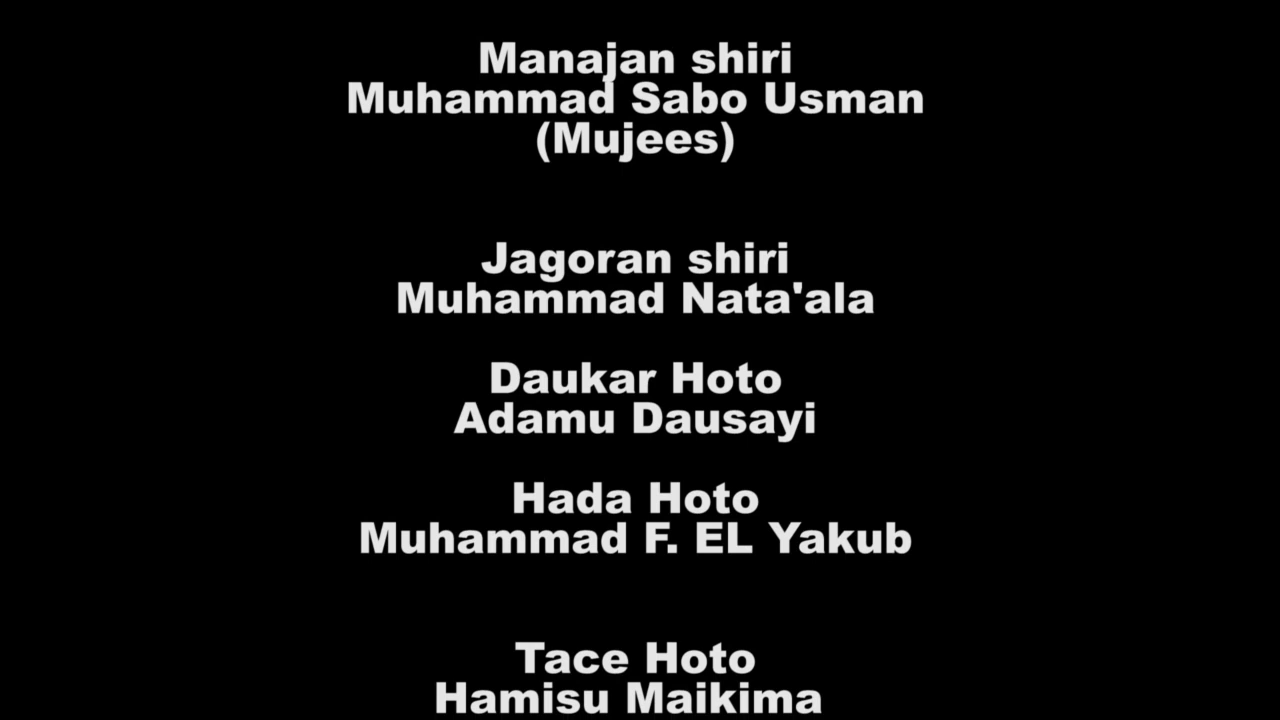 Manajan shiri
Muhammad Sabo Usman
(Mujees)
Jagoran shiri
Muhammad Nata'ala
Daukar Hoto
Adamu Dausayi
Hada Hoto
Muhammad F. EL Yakub
Tace Hoto
Hamisu Maikima